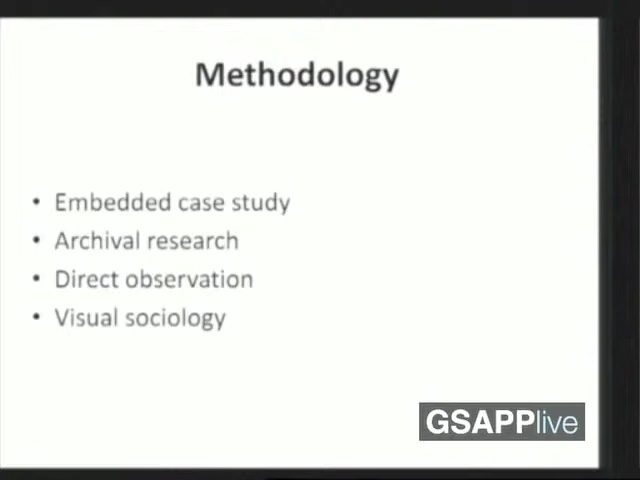 Methodology
• Embedded case study
• Archival research
• Direct observation
• Visual sociology
GSAPPlive